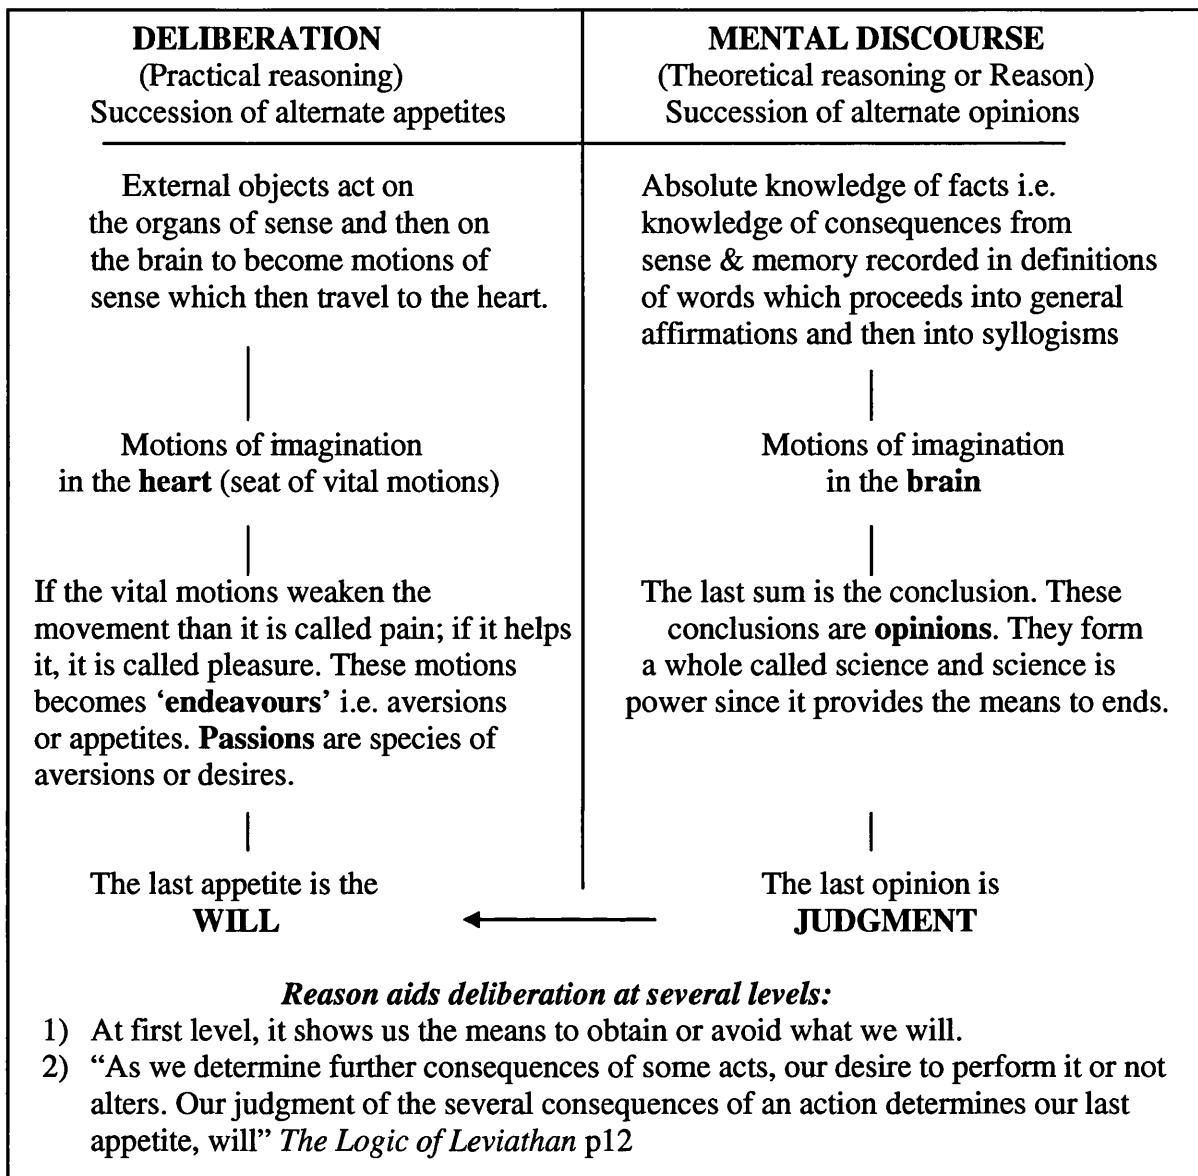 DELIBERATION
(Practical reasoning)
Succession of alternate appetites
External objects act on
the organs of sense and then on
the brain to become motions of
sense which then travel to the heart.
Motions of imagination
in the heart (seat of vital motions)
If the vital motions weaken the
movement than it is called pain; if it helps
it, it is called pleasure. These motions
becomes ‘endeavours’ i.e. aversions
or appetites. Passions are species of
aversions or desires.
The last appetite is the
WILL
MENTAL DISCOURSE
(Theoretical reasoning or Reason)
Succession of alternate opinions
Absolute knowledge of facts i.e.
knowledge of consequences from
sense & memory recorded in definitions
of words which proceeds into general
affirmations and then into syllogisms
Motions of imagination
in the brain
The last sum is the conclusion. These
conclusions are opinions. They form
a whole called science and science is
power since it provides the means to ends.
The last opinion is
JUDGMENT
Reason aids deliberation at several levels:
1) At first level, it shows us the means to obtain or avoid what we will.
2) “As we determine further consequences of some acts, our desire to perform it or not
alters. Our judgment of the several consequences of an action determines our last
appetite, will” The Logic of Leviathan p12